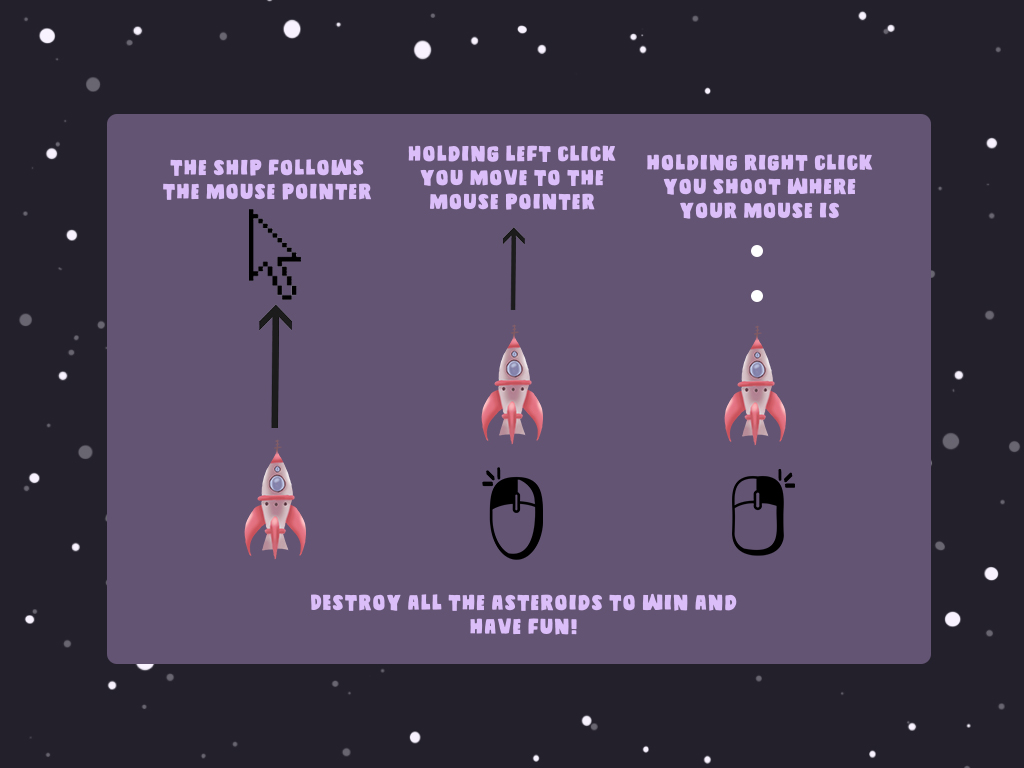 THE SHIP FOLLOWS
THE MOUSE POINTER
HOLDING LEFT CLICK
YOU MOVE TO THE
MOUSE POINTER
HOLDING RIGHT CLICK
YOU SHOOT WHERE
YOUR MOUSE IS
DESTROY ALL THE ASTEROIDS TO WIN AND
HAVE FUN!